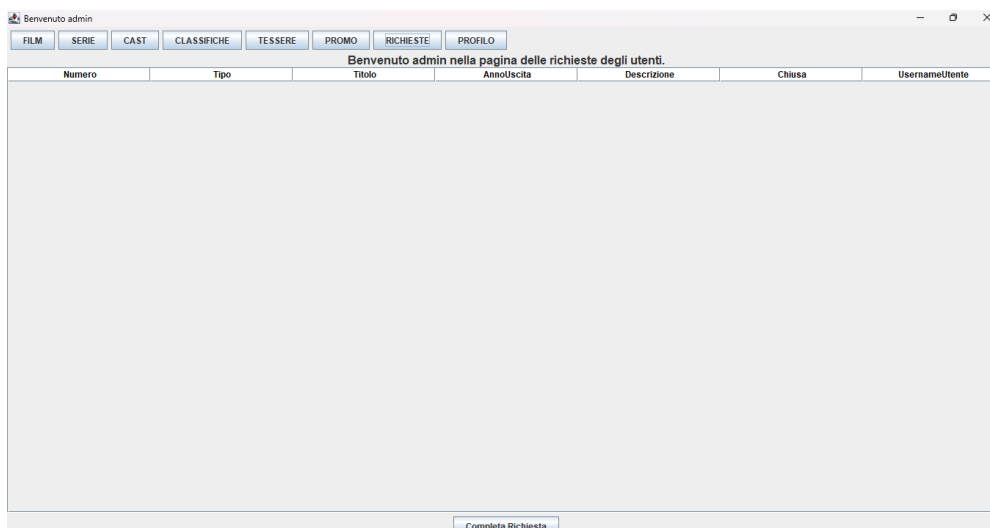 Benvenuto admin
FILM SERIE CAST CLASSIFICHE TESSERE PROMO RICHIESTE PROFILO
Benvenuto admin nella pagina delle richieste degli utenti.
Numero Tipo Titolo AnnoUscita Descrizione Chiusa UsernameUtente
Completa Richiesta